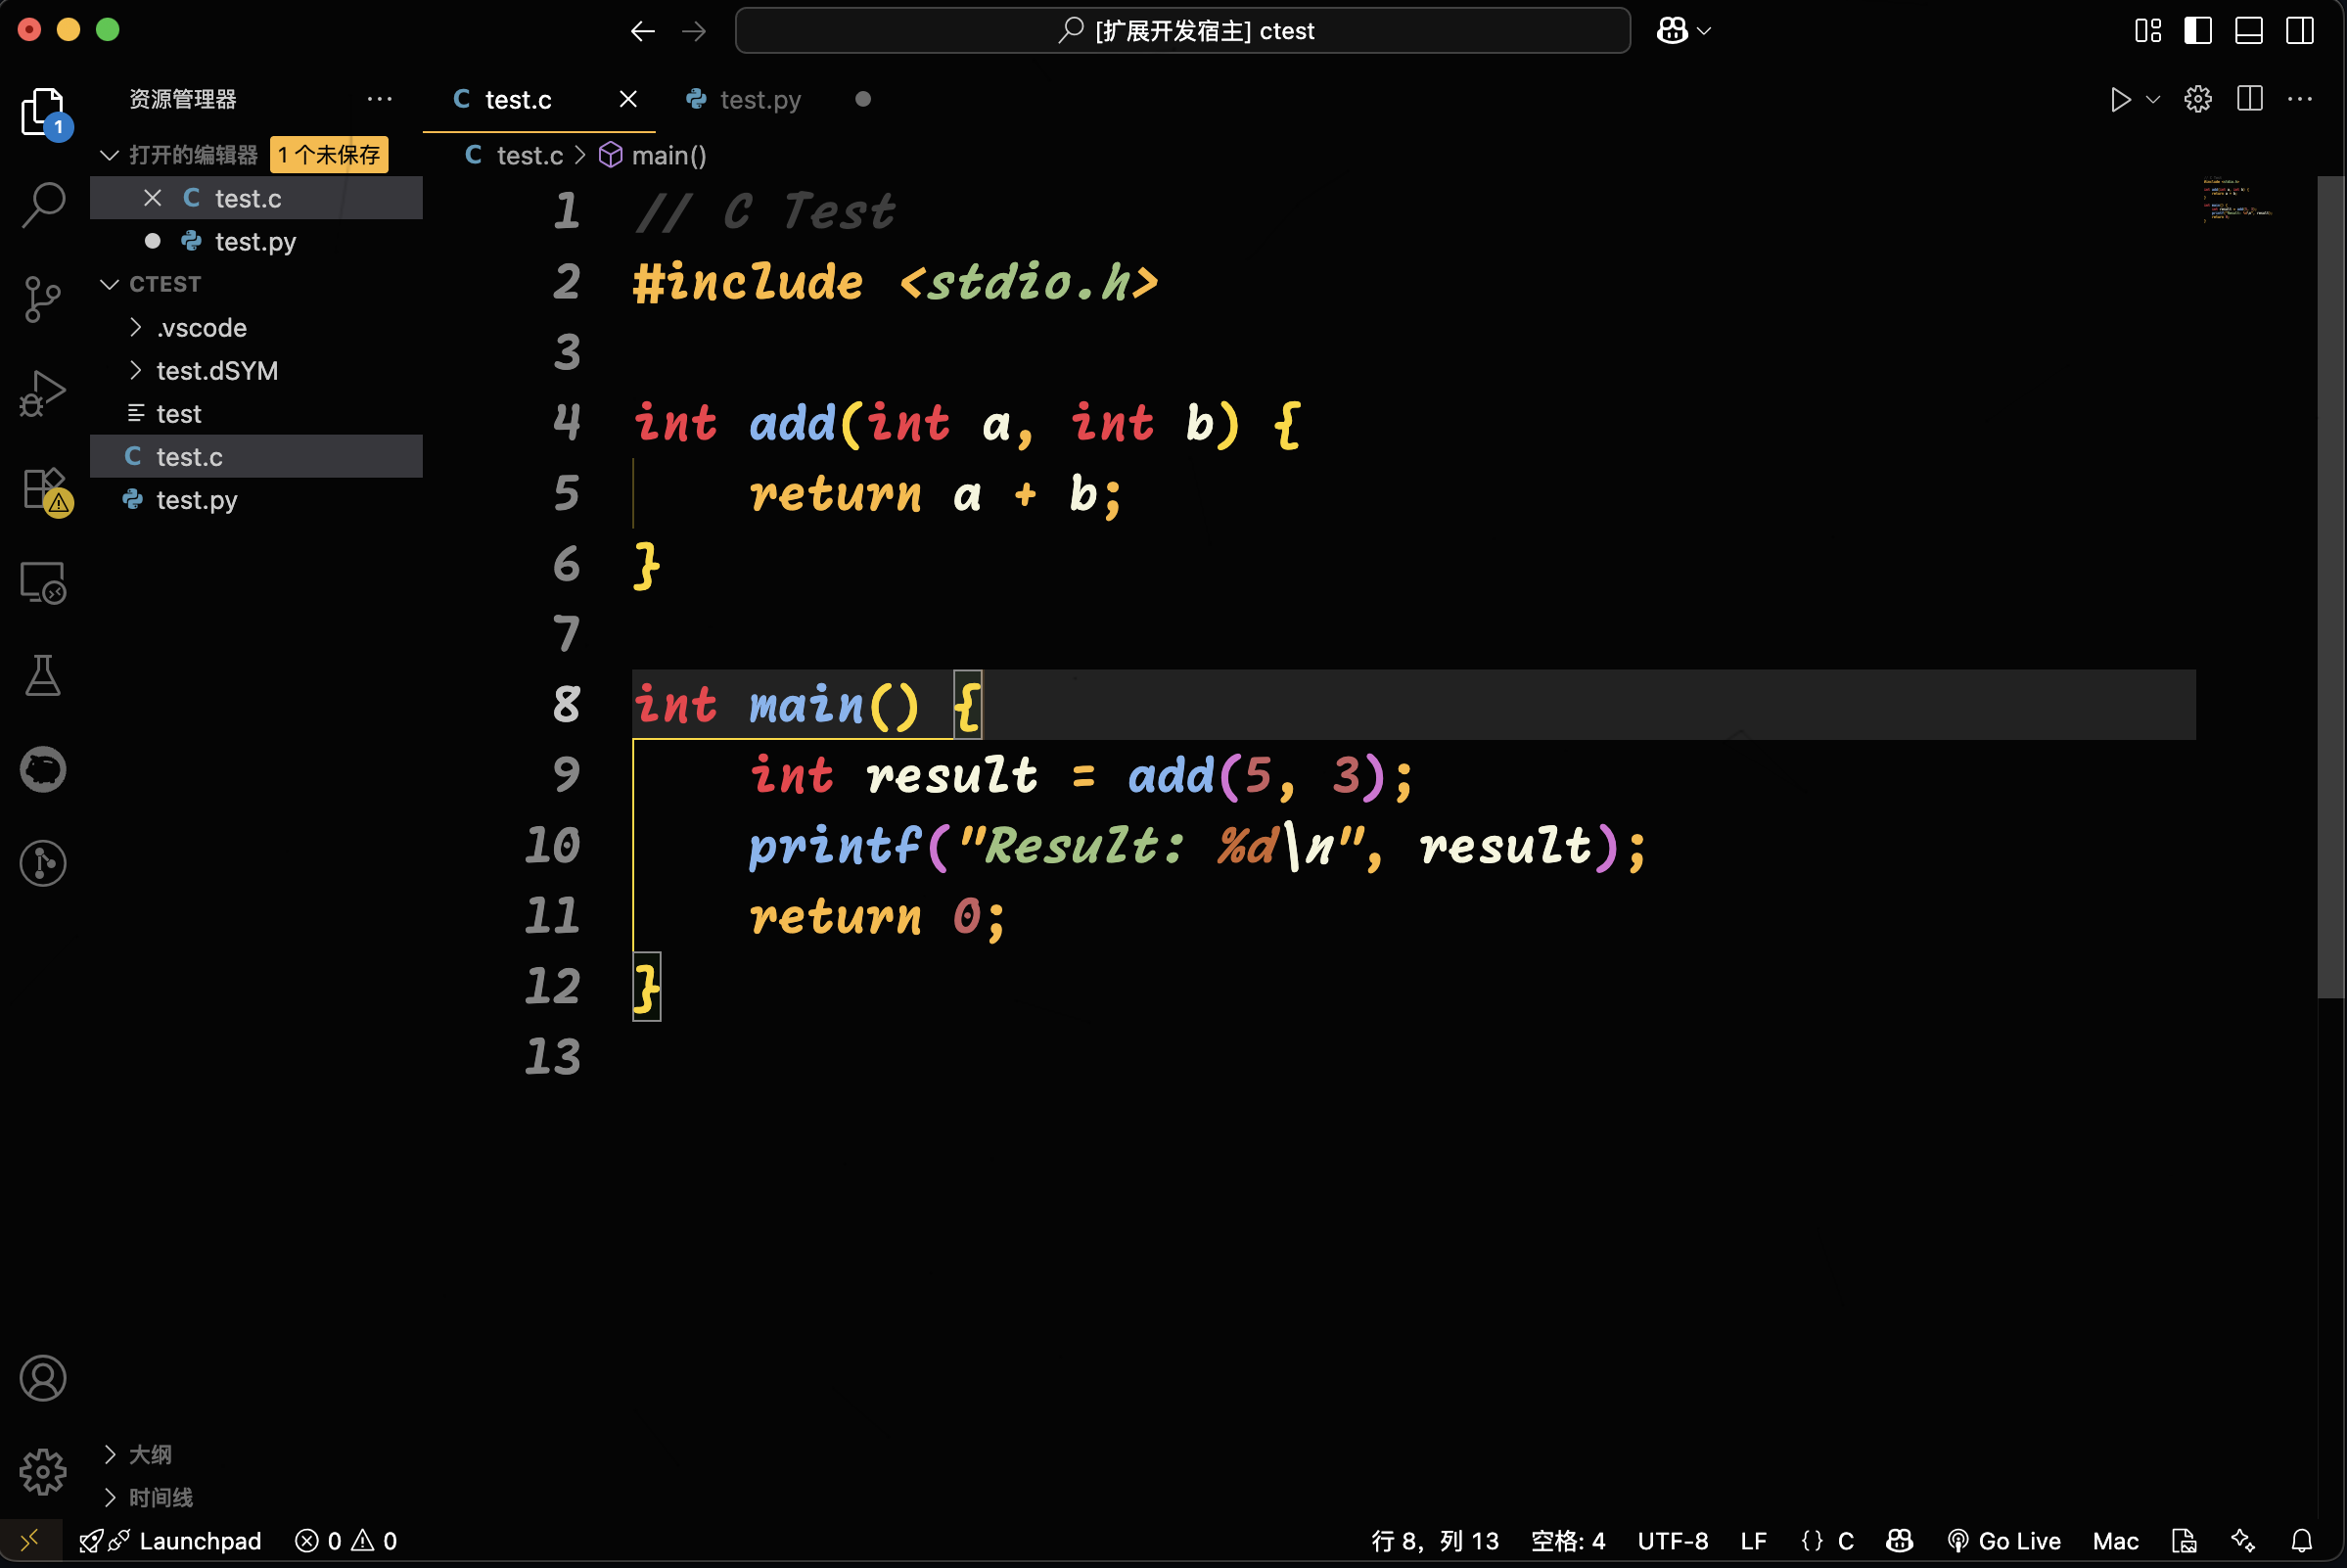 [扩展开发宿主] ctest
资源管理器
test.c
test.py
1
打开的编辑器
1 个未保存
test.c > main()
test.c
test.py
CTEST
.vscode
test.dSYM
test
test.c
test.py
1 // C Test
2 #include <stdio.h>
3
4 int add(int a, int b) {
5     return a + b;
6 }
7
8 int main() {
9     int result = add(5, 3);
10     printf("Result: %d\n", result);
11     return 0;
12 }
13
大纲
时间线
Launchpad 0 0 行 8，列 13 空格: 4 UTF-8 LF {} C Go Live Mac